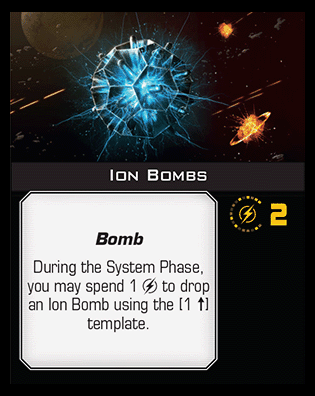 Ion Bombs
2
Bomb
During the System Phase,
you may spend 1 to drop
an Ion Bomb using the [1 ⬆]
template.